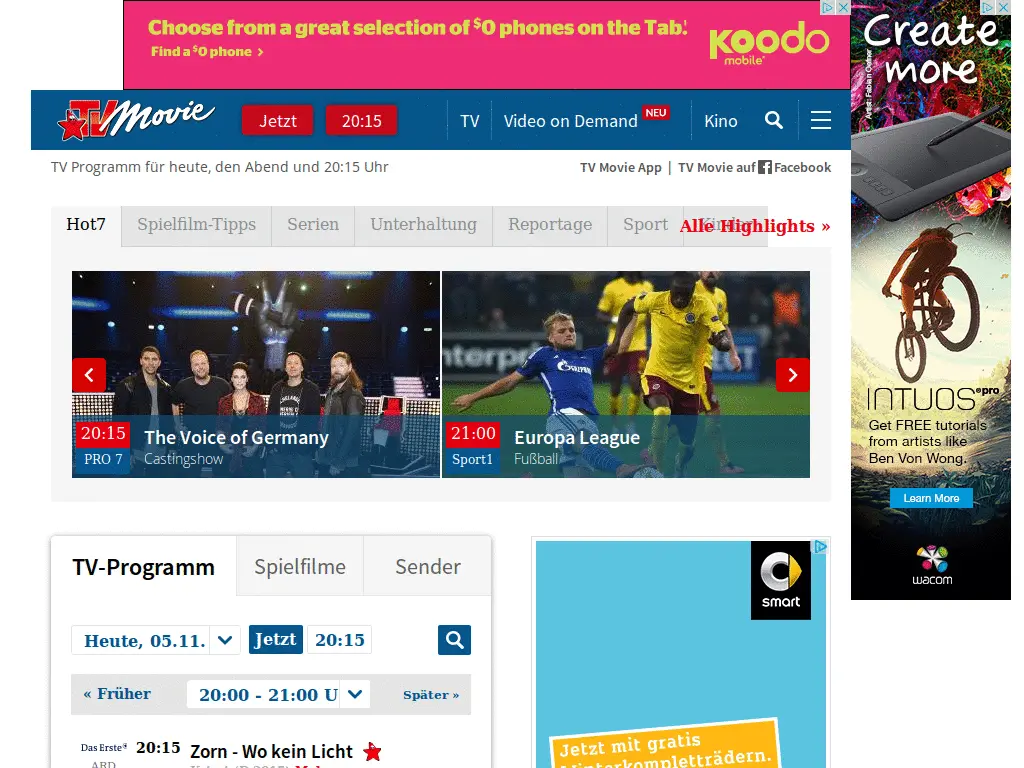 Choose from a great selection of $0 phones on the Tab.
Find a $0 phone >
koodo
mobile
Create
more
Artist: Fabian Oefner
TV Movie
Jetzt
20:15
TV
Video on Demand
NEU
Kino
TV Programm für heute, den Abend und 20:15 Uhr
TV Movie App | TV Movie auf Facebook
Hot7
Spielfilm-Tipps
Serien
Unterhaltung
Reportage
Sport
Alle Highlights »
20:15
The Voice of Germany
PRO 7
Castingshow
21:00
Europa League
Sport1
Fußball
INTUOS pro
Get FREE tutorials
from artists like
Ben Von Wong.
Learn More
wacom
TV-Programm
Spielfilme
Sender
Heute, 05.11.
Jetzt
20:15
« Früher
20:00 - 21:00 U
Später »
Das Erste
ARD
20:15
Zorn - Wo kein Licht
smart
Jetzt mit gratis
Winterkompletträdern.